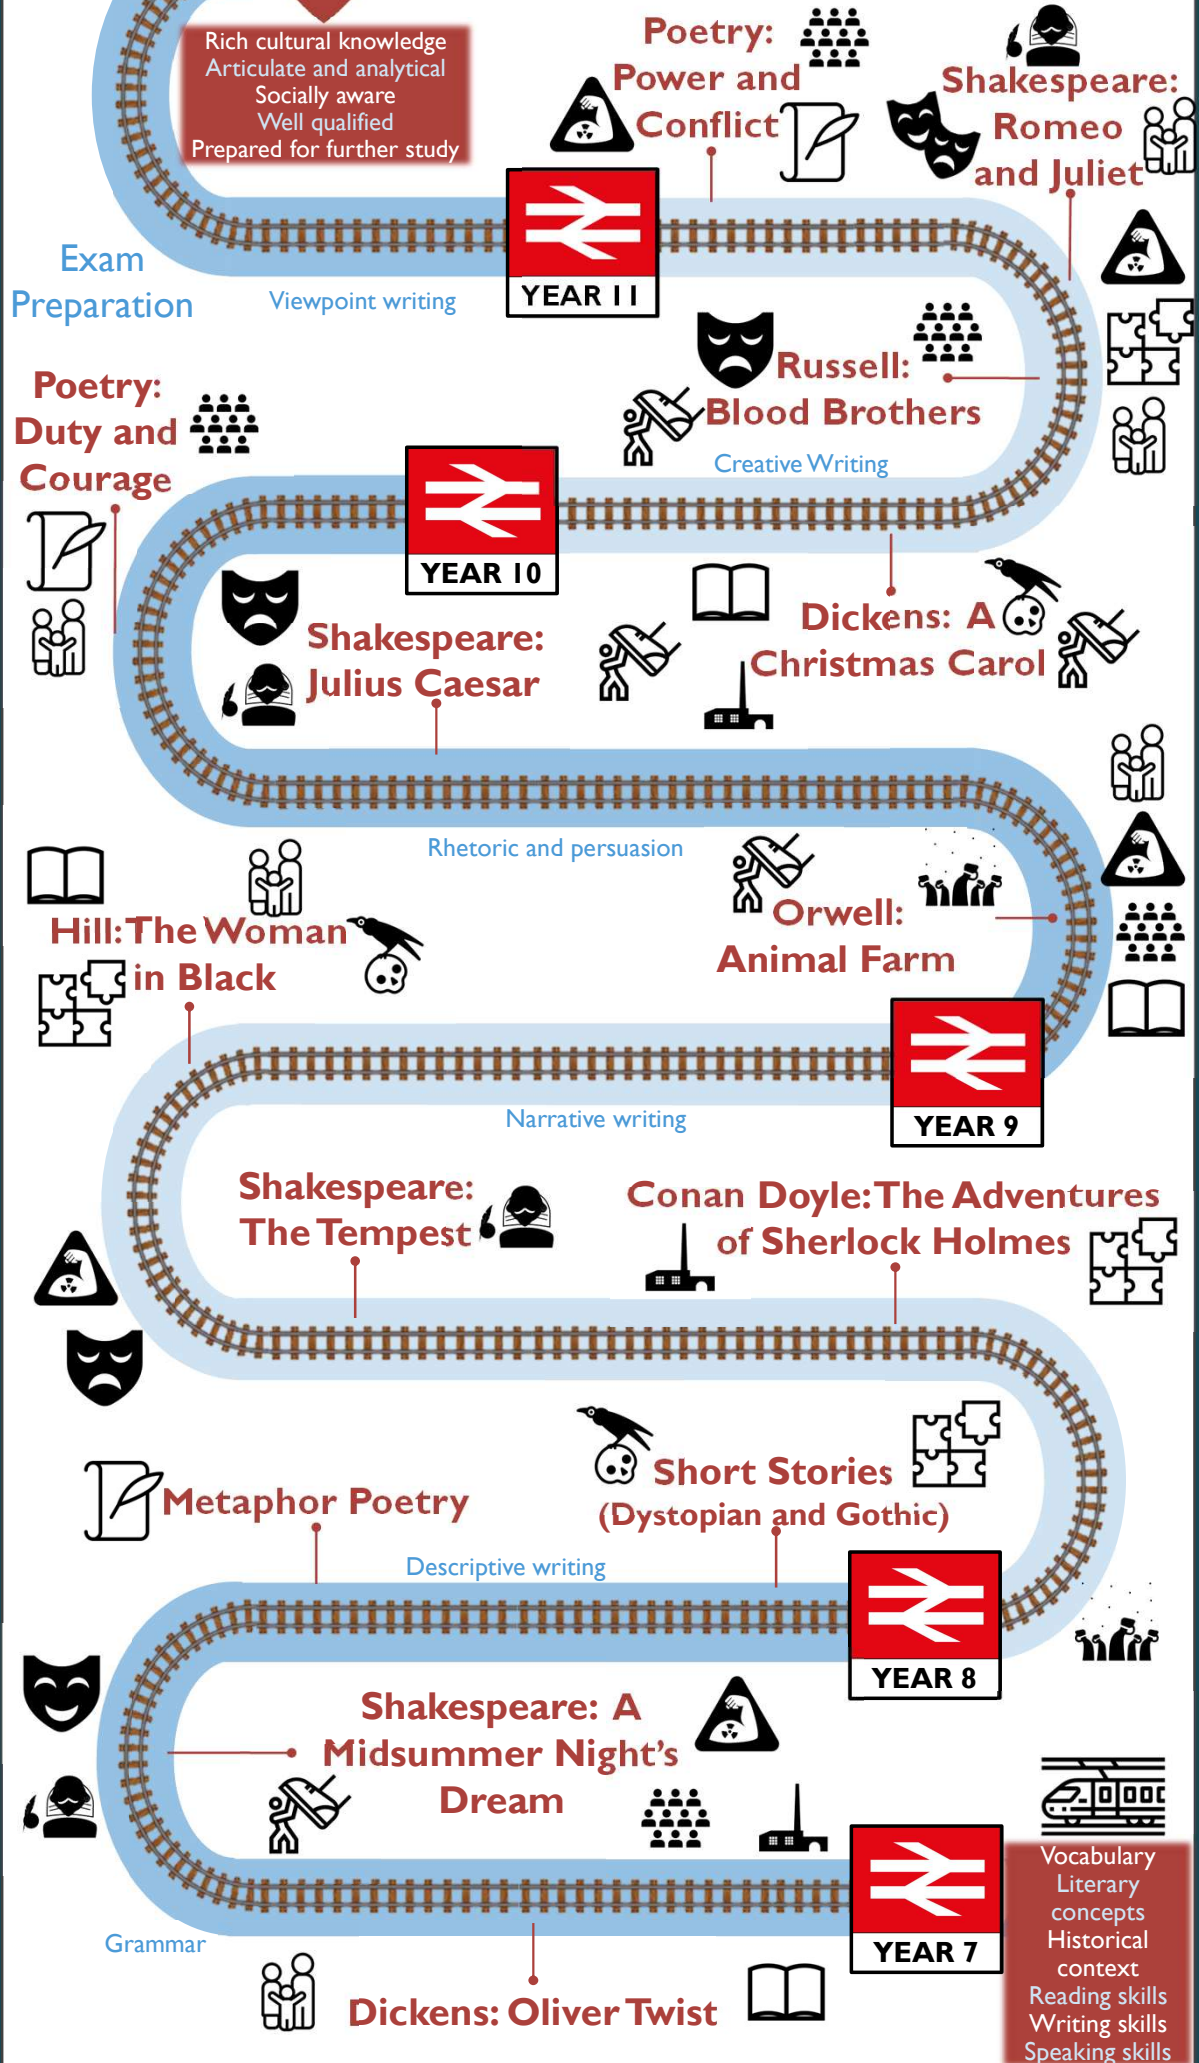 Rich cultural knowledge
Articulate and analytical
Socially aware
Well qualified
Prepared for further study
Poetry:
Power and
Conflict
Shakespeare:
Romeo
and Juliet
Exam
Preparation
Viewpoint writing
YEAR 11
Russell:
Blood Brothers
Creative Writing
Poetry:
Duty and
Courage
YEAR 10
Shakespeare:
Julius Caesar
Dickens: A
Christmas Carol
Rhetoric and persuasion
Orwell:
Animal Farm
Hill: The Woman
in Black
Narrative writing
YEAR 9
Shakespeare:
The Tempest
Conan Doyle: The Adventures
of Sherlock Holmes
Metaphor Poetry
Short Stories
(Dystopian and Gothic)
Descriptive writing
YEAR 8
Shakespeare: A
Midsummer Night's
Dream
Grammar
YEAR 7
Dickens: Oliver Twist
Vocabulary
Literary
concepts
Historical
context
Reading skills
Writing skills
Speaking skills